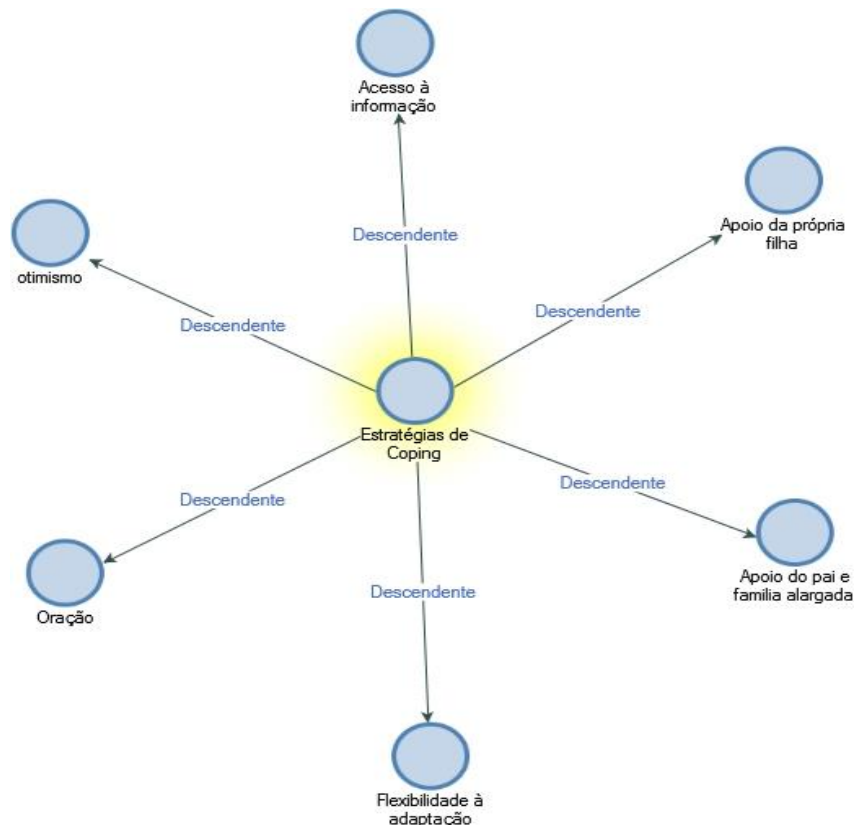 Acesso à
informação
Apoio da própria
filha
Descendente
otimismo
Descendente
Descendente
Estratégias de
Coping
Descendente
Descendente
Apoio do pai e
familia alargada
Oração
Descendente
Flexibilidade à
adaptação